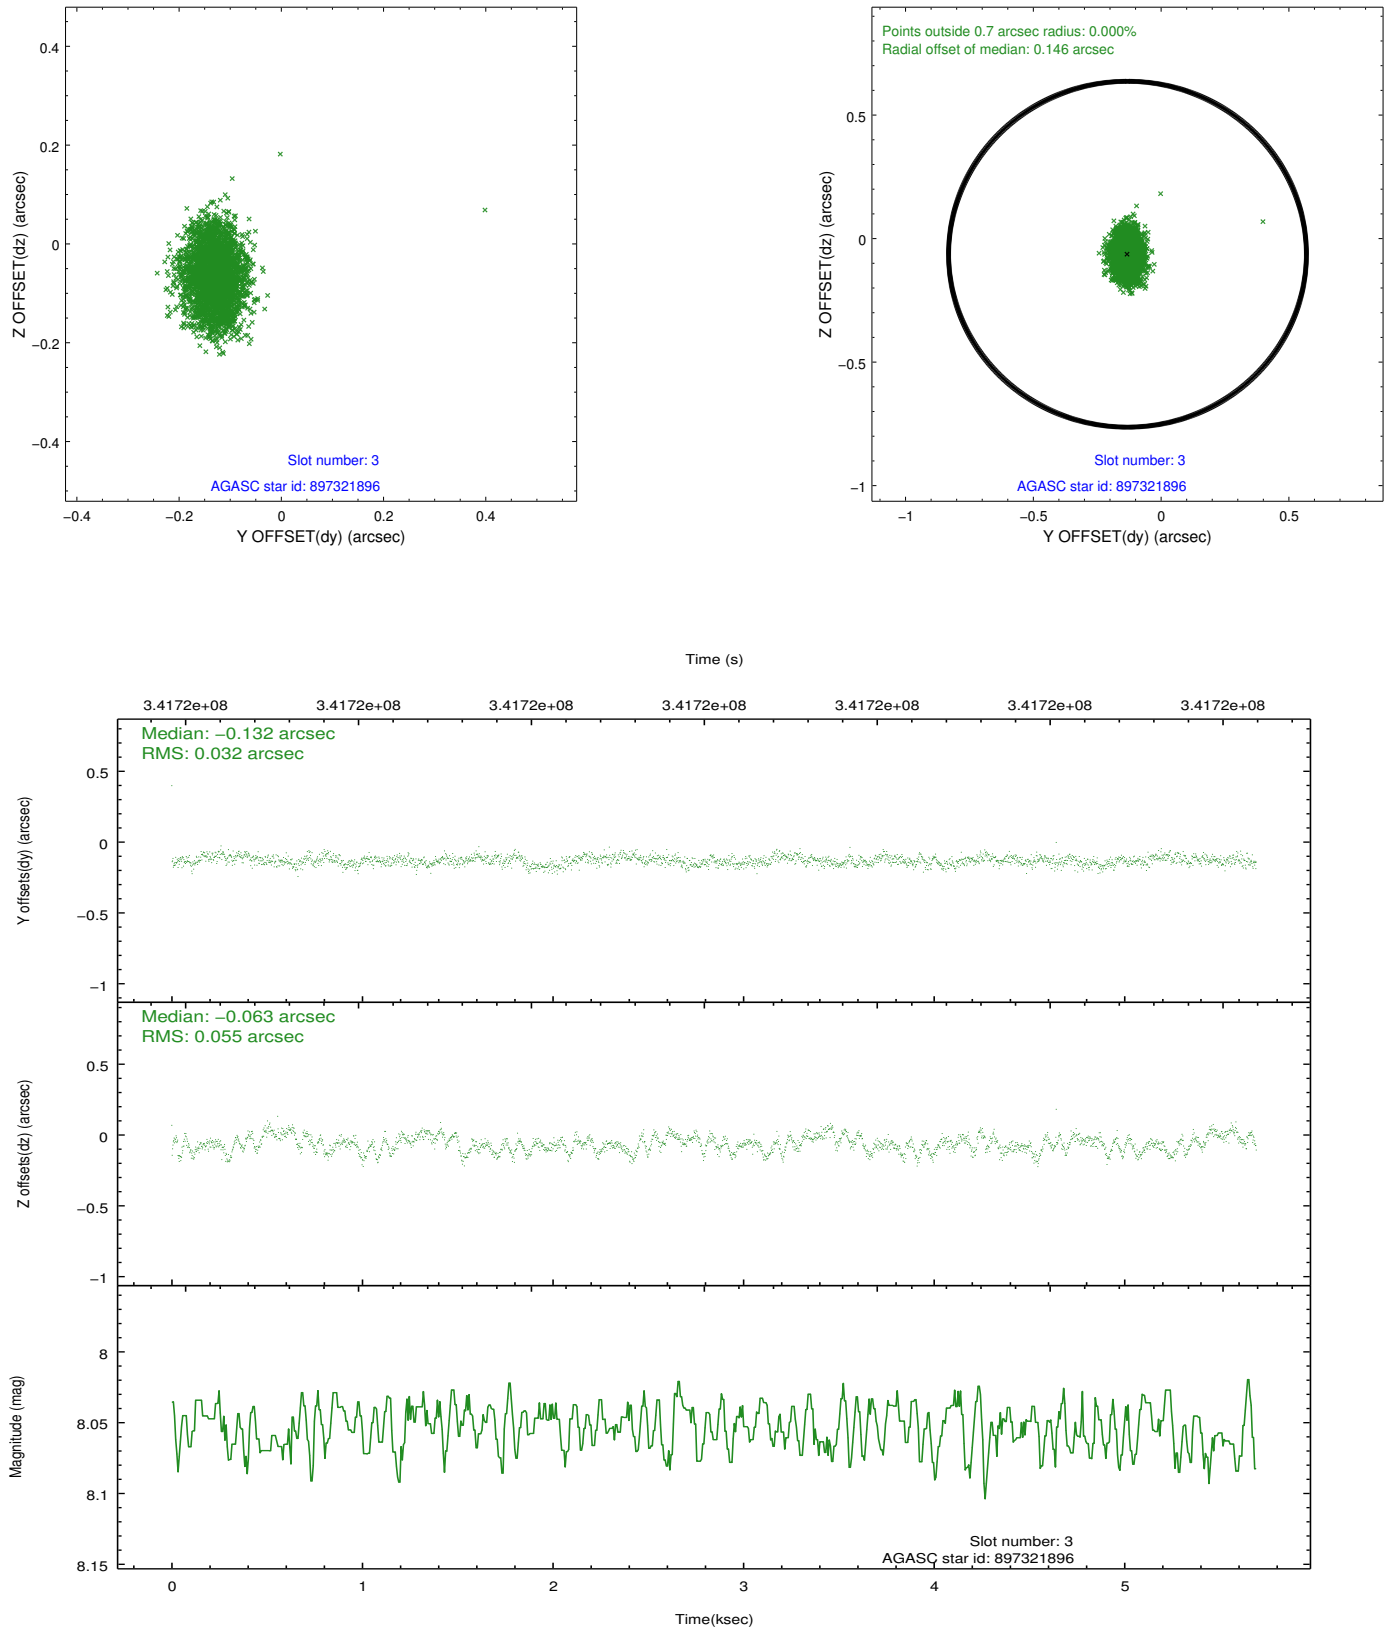 0.4
0.2
0
−0.2
−0.4
Z OFFSET(dz) (arcsec)
Slot number: 3
AGASC star id: 897321896
−0.4 −0.2 0 0.2 0.4
Y OFFSET(dy) (arcsec)
Points outside 0.7 arcsec radius: 0.000%
Radial offset of median: 0.146 arcsec
0.5
0
−0.5
−1
Z OFFSET(dz) (arcsec)
Slot number: 3
AGASC star id: 897321896
−1 −0.5 0 0.5
Y OFFSET(dy) (arcsec)
Time (s)
3.4172e+08 3.4172e+08 3.4172e+08 3.4172e+08 3.4172e+08 3.4172e+08 3.4172e+08
Median: −0.132 arcsec
RMS: 0.032 arcsec
0.5
0
−0.5
−1
Y offsets(dy) (arcsec)
Median: −0.063 arcsec
RMS: 0.055 arcsec
0.5
0
−0.5
−1
Z offsets(dz) (arcsec)
8
8.05
8.1
8.15
Magnitude (mag)
Slot number: 3
AGASC star id: 897321896
0 1 2 3 4 5
Time(ksec)